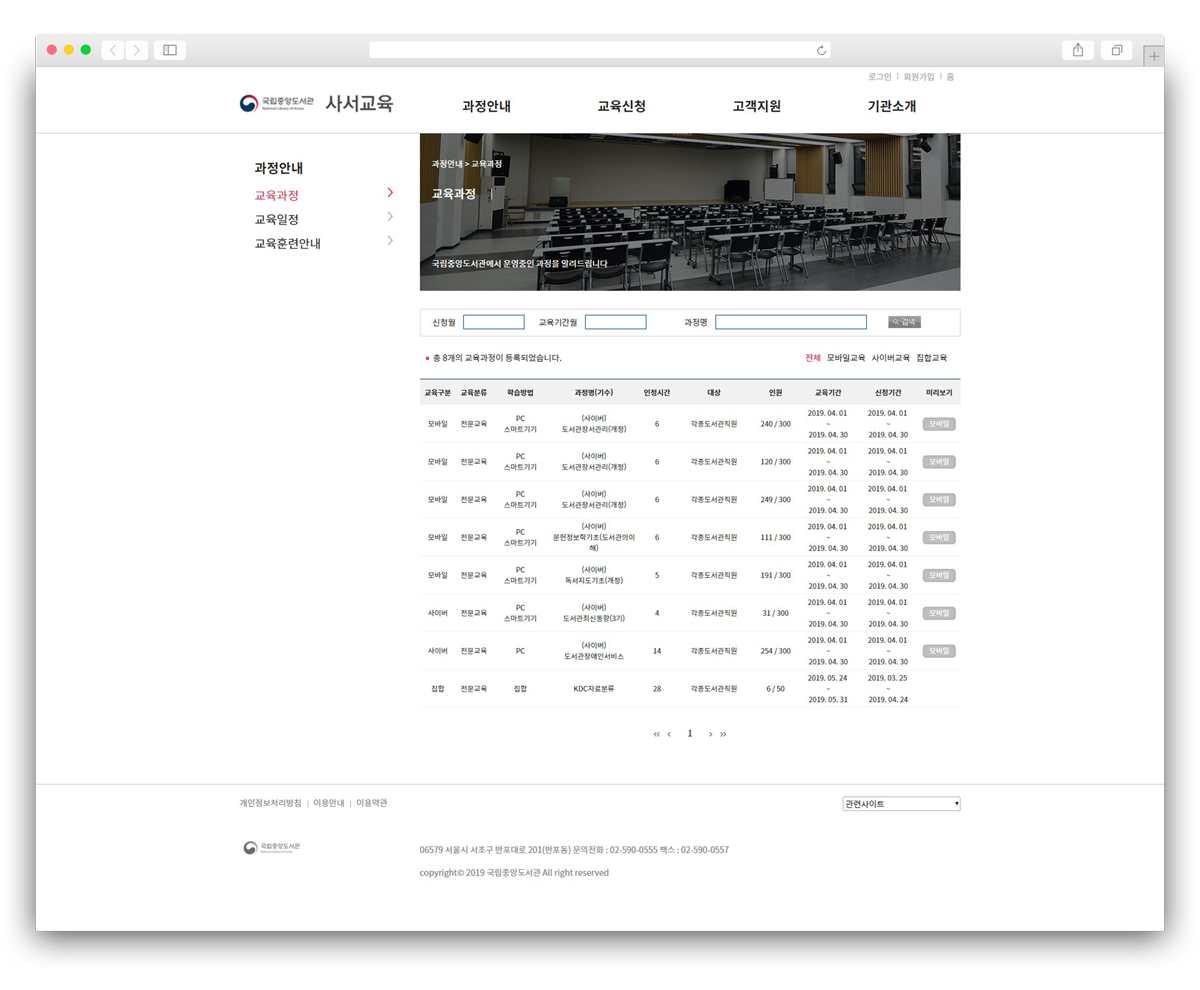 로그인 | 회원가입 | 홈
국립중앙도서관 사서교육
National Library of Korea
과정안내 교육신청 고객지원 기관소개
과정안내
교육과정
교육일정
교육훈련안내
과정안내 > 교육과정
교육과정
국립중앙도서관에서 운영중인 과정을 알려드립니다
신청월 교육기간월 과정명 검색
총 8개의 교육과정이 등록되었습니다.
전체 모바일교육 사이버교육 집합교육
교육구분 교육분류 학습방법 과정명(기수) 인정시간 대상 인원 교육기간 신청기간 미리보기
모바일 전문교육 PC 스마트기기 (사이버) 도서관장서관리(개정) 6 각종도서관직원 240 / 300 2019. 04. 01 ~ 2019. 04. 30 2019. 04. 01 ~ 2019. 04. 30 모바일
모바일 전문교육 PC 스마트기기 (사이버) 도서관장서관리(개정) 6 각종도서관직원 120 / 300 2019. 04. 01 ~ 2019. 04. 30 2019. 04. 01 ~ 2019. 04. 30 모바일
모바일 전문교육 PC 스마트기기 (사이버) 도서관장서관리(개정) 6 각종도서관직원 249 / 300 2019. 04. 01 ~ 2019. 04. 30 2019. 04. 01 ~ 2019. 04. 30 모바일
모바일 전문교육 PC 스마트기기 (사이버) 문헌정보학기초(도서관의이해) 6 각종도서관직원 111 / 300 2019. 04. 01 ~ 2019. 04. 30 2019. 04. 01 ~ 2019. 04. 30 모바일
모바일 전문교육 PC 스마트기기 (사이버) 독서지도기초(개정) 5 각종도서관직원 191 / 300 2019. 04. 01 ~ 2019. 04. 30 2019. 04. 01 ~ 2019. 04. 30 모바일
사이버 전문교육 PC 스마트기기 (사이버) 도서관최신동향(3기) 4 각종도서관직원 31 / 300 2019. 04. 01 ~ 2019. 04. 30 2019. 04. 01 ~ 2019. 04. 30 모바일
사이버 전문교육 PC (사이버) 도서관장애인서비스 14 각종도서관직원 254 / 300 2019. 04. 01 ~ 2019. 04. 30 2019. 04. 01 ~ 2019. 04. 30 모바일
집합 전문교육 집합 KDC자료분류 28 각종도서관직원 6 / 50 2019. 05. 24 ~ 2019. 05. 31 2019. 03. 25 ~ 2019. 04. 24
« ‹ 1 › »
개인정보처리방침 | 이용안내 | 이용약관
관련사이트
국립중앙도서관
National Library of Korea
06579 서울시 서초구 반포대로 201(반포동) 문의전화 : 02-590-0555 팩스 : 02-590-0557
copyright© 2019 국립중앙도서관 All right reserved